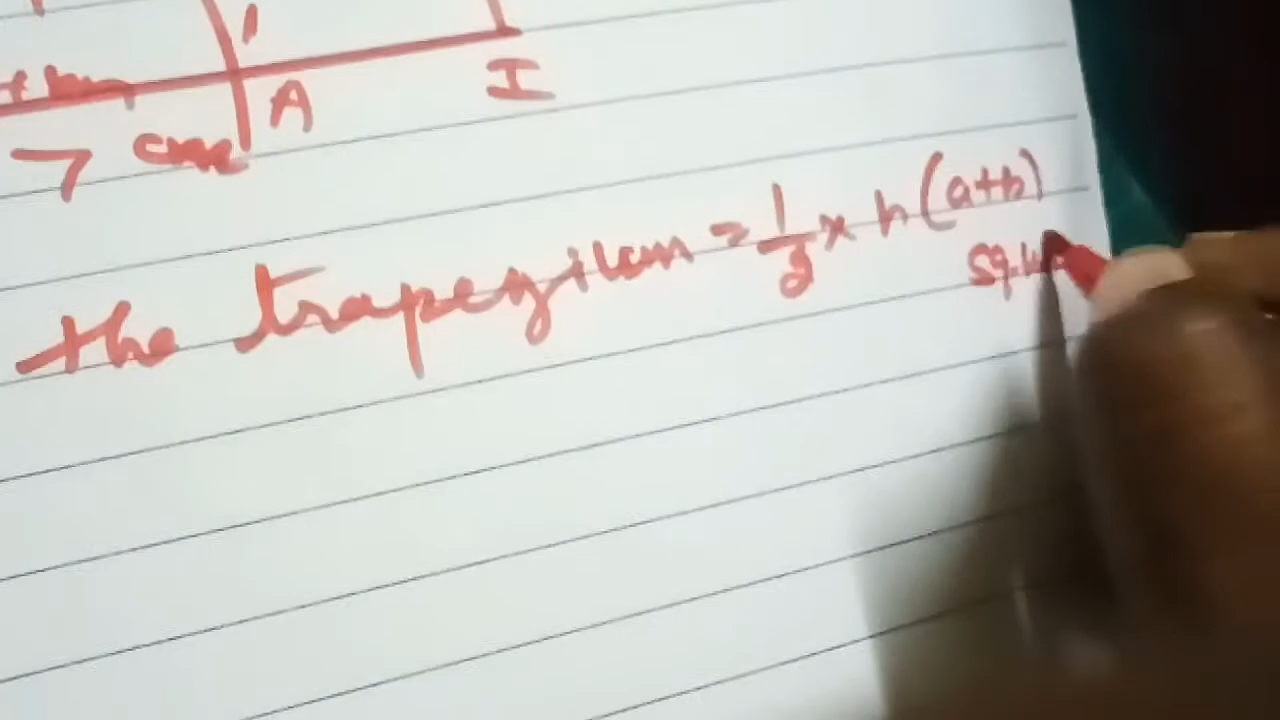 A I
7 cm
the trapezium = 1/2 x h (a+b)
sq.